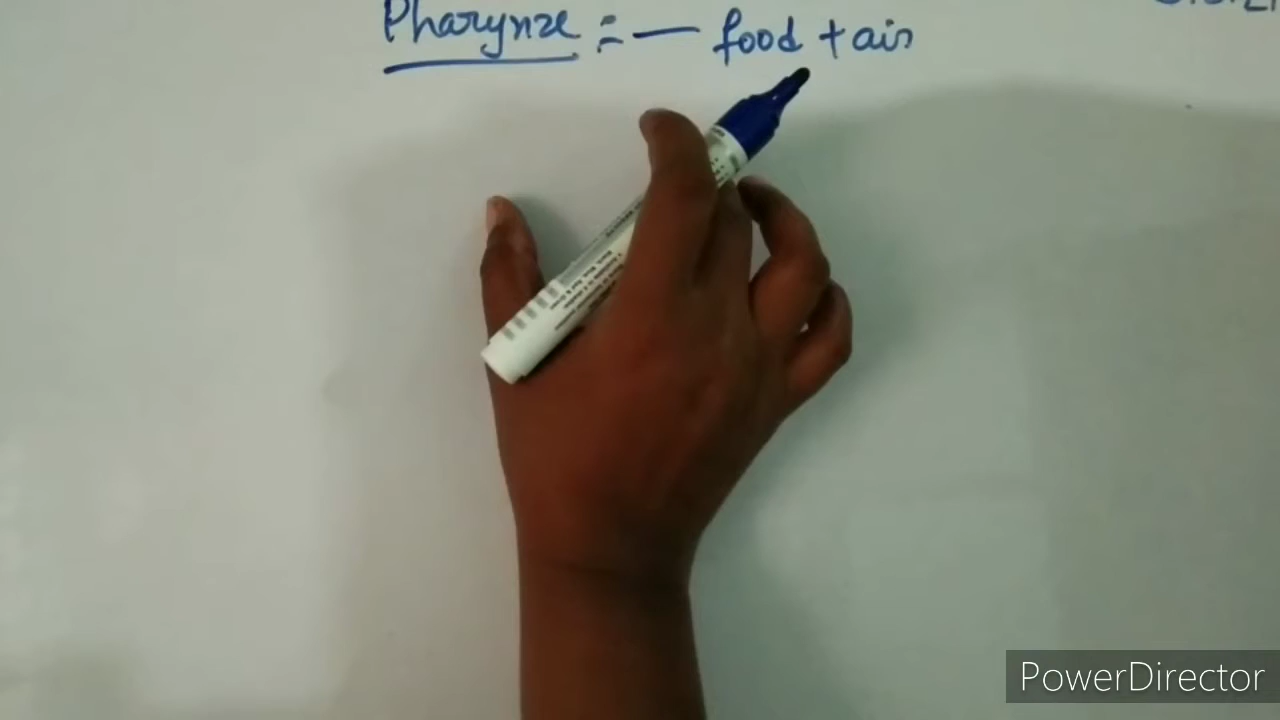 Pharynx :- — food + air
PowerDirector